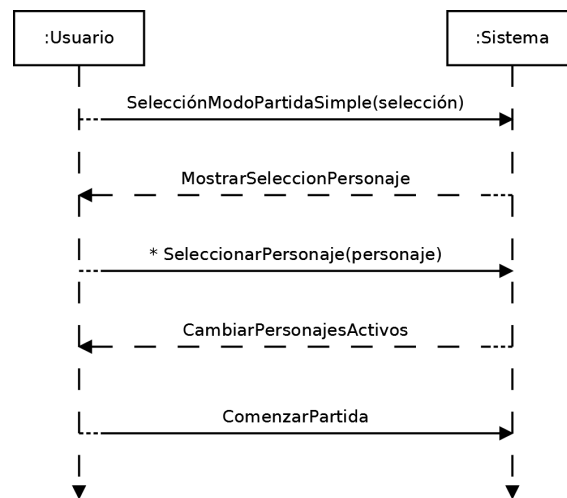 :Usuario
:Sistema
SelecciónModoPartidaSimple(selección)
MostrarSeleccionPersonaje
* SeleccionarPersonaje(personaje)
CambiarPersonajesActivos
ComenzarPartida